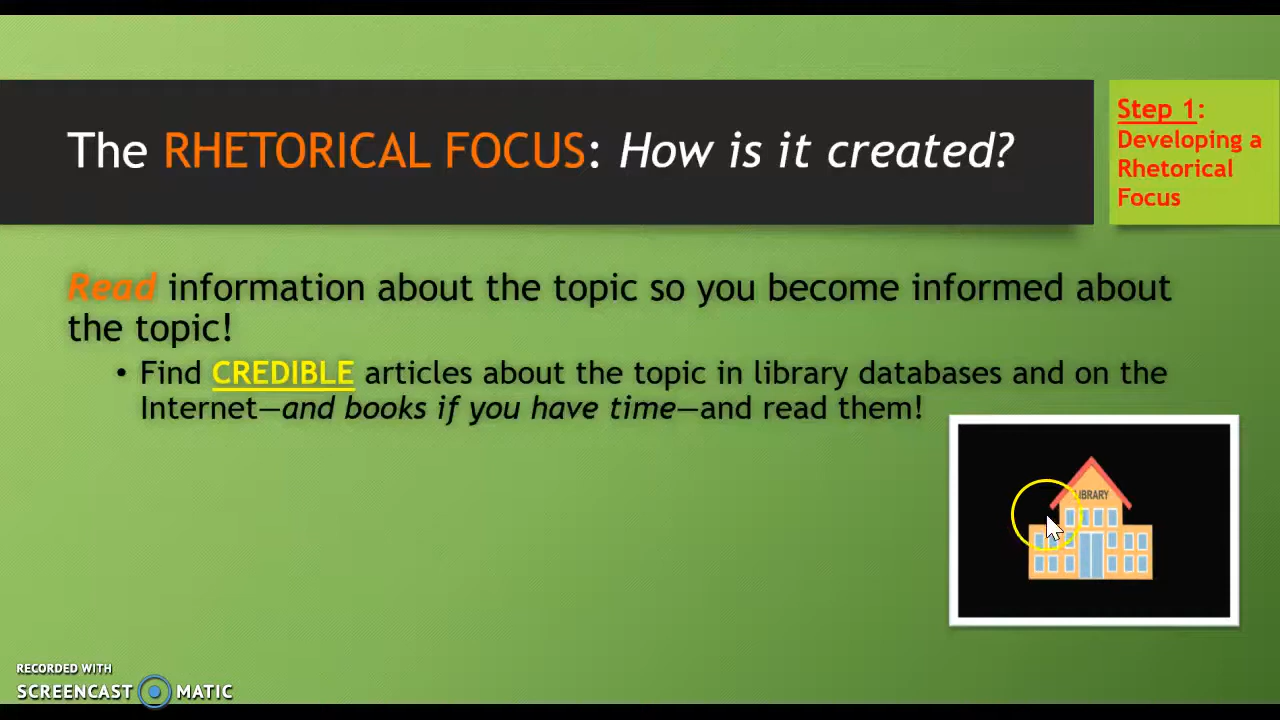 The RHETORICAL FOCUS: How is it created?
Step 1:
Developing a
Rhetorical
Focus
Read information about the topic so you become informed about
the topic!
• Find CREDIBLE articles about the topic in library databases and on the
Internet—and books if you have time—and read them!
LIBRARY
RECORDED WITH
SCREENCAST MATIC